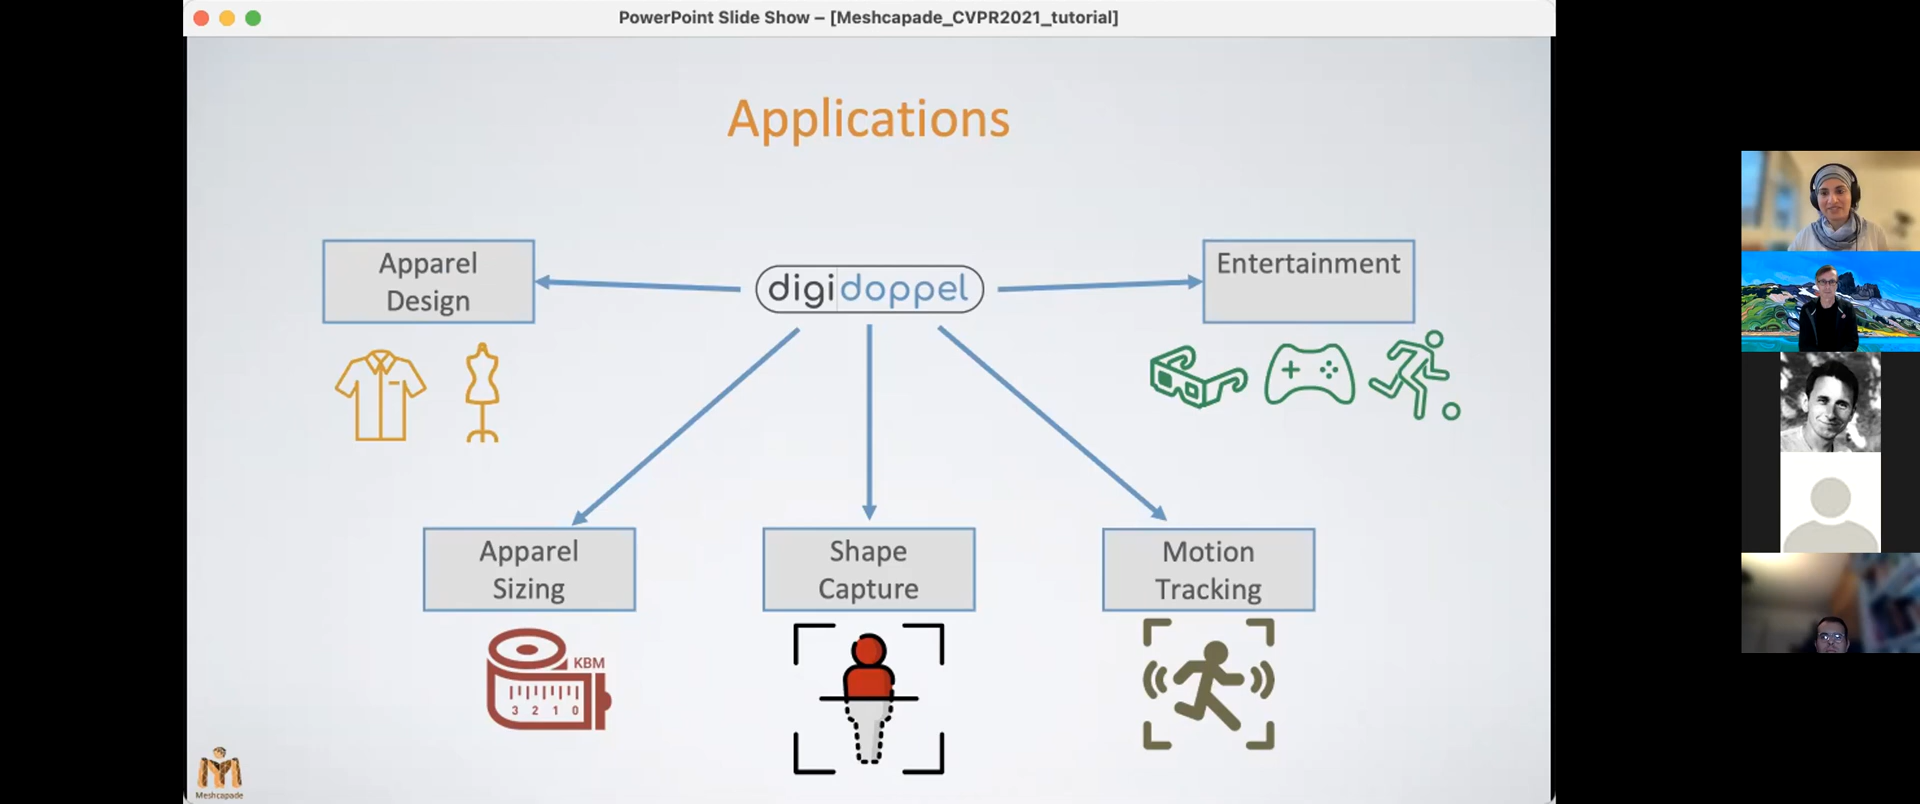 PowerPoint Slide Show – [Meshcapade_CVPR2021_tutorial]
Applications
Apparel
Design
digidoppel
Entertainment
Apparel
Sizing
Shape
Capture
Motion
Tracking
KBM
3 2 1 0
Meshcapade